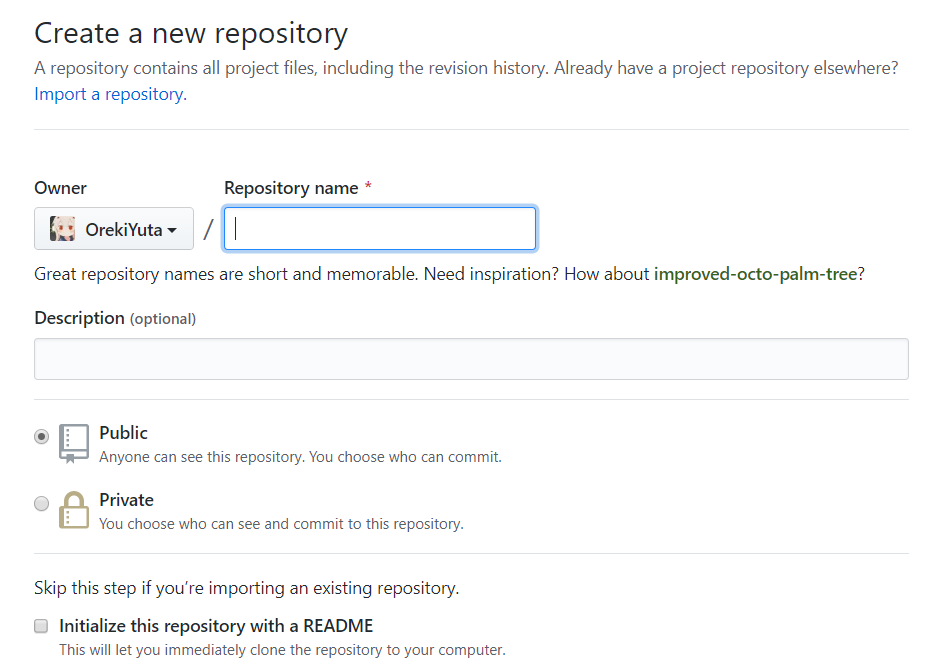 Create a new repository
A repository contains all project files, including the revision history. Already have a project repository elsewhere?
Import a repository.
Owner
Repository name *
OrekiYuta
/
Great repository names are short and memorable. Need inspiration? How about improved-octo-palm-tree?
Description (optional)
Public
Anyone can see this repository. You choose who can commit.
Private
You choose who can see and commit to this repository.
Skip this step if you’re importing an existing repository.
Initialize this repository with a README
This will let you immediately clone the repository to your computer.